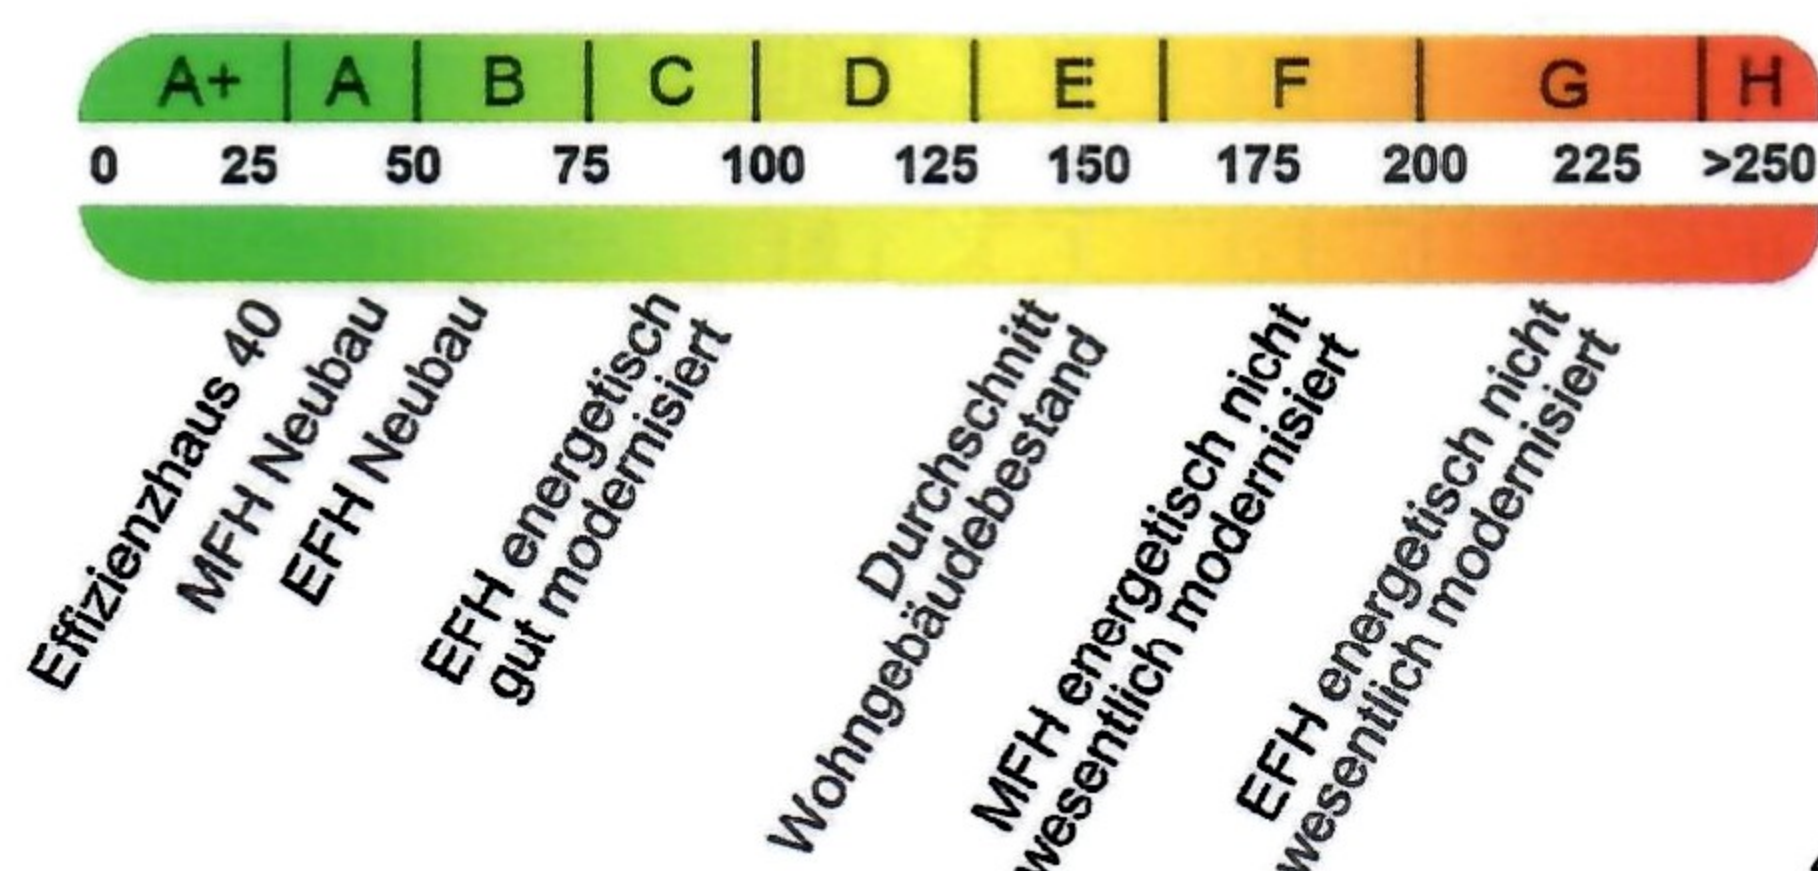 A+ A B C D E F G H
0 25 50 75 100 125 150 175 200 225 >250
Effizienzhaus 40
MFH Neubau
EFH Neubau
EFH energetisch
gut modernisiert
Durchschnitt
Wohngebäudebestand
MFH energetisch nicht
wesentlich modernisiert
EFH energetisch nicht
wesentlich modernisiert